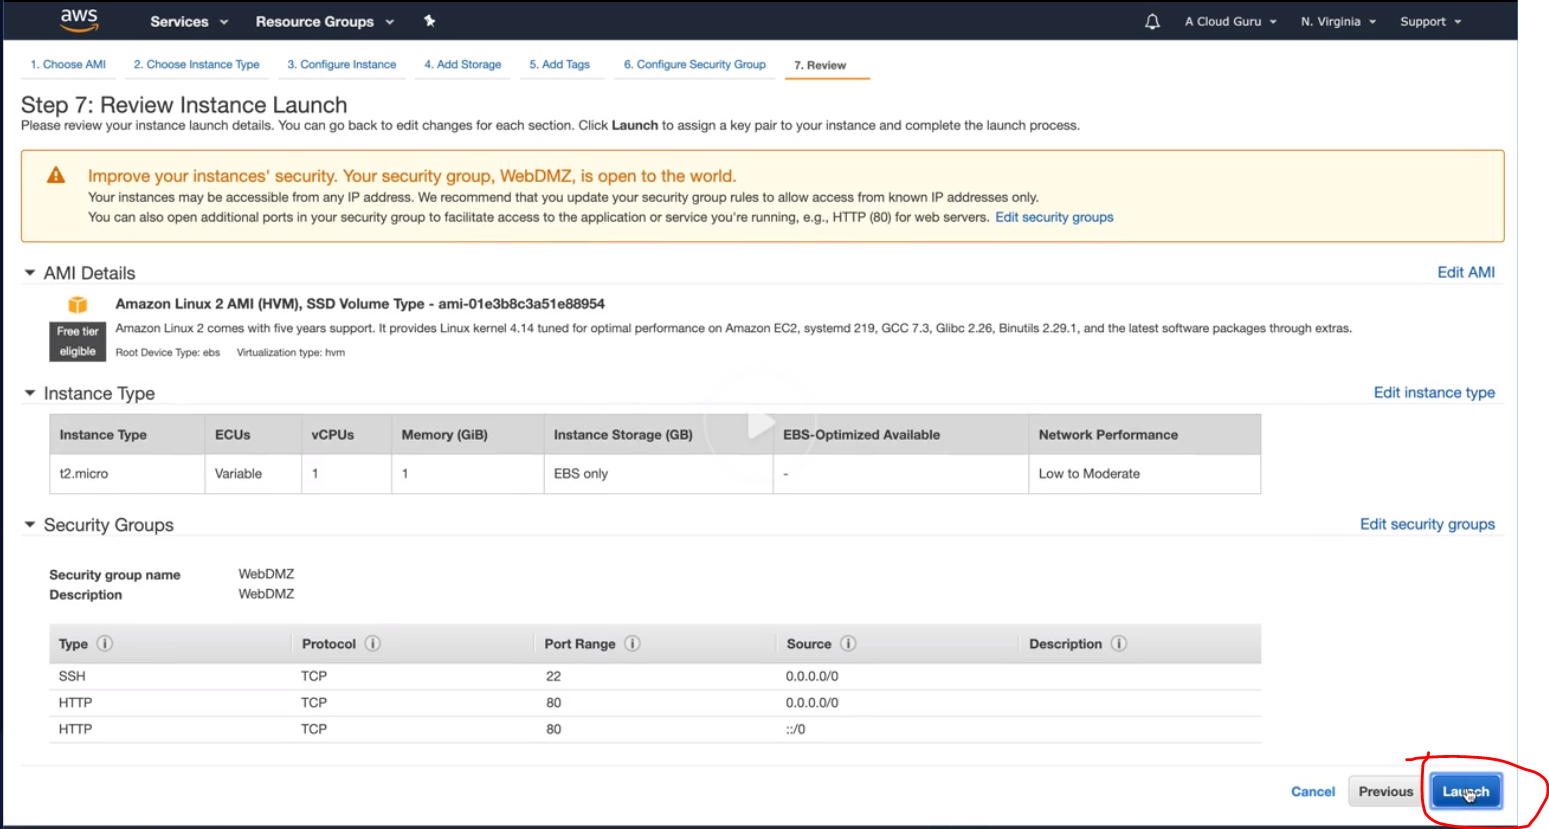 aws Services Resource Groups A Cloud Guru N. Virginia Support
1. Choose AMI 2. Choose Instance Type 3. Configure Instance 4. Add Storage 5. Add Tags 6. Configure Security Group 7. Review
Step 7: Review Instance Launch
Please review your instance launch details. You can go back to edit changes for each section. Click Launch to assign a key pair to your instance and complete the launch process.
Improve your instances' security. Your security group, WebDMZ, is open to the world.
Your instances may be accessible from any IP address. We recommend that you update your security group rules to allow access from known IP addresses only.
You can also open additional ports in your security group to facilitate access to the application or service you're running, e.g., HTTP (80) for web servers. Edit security groups
AMI Details Edit AMI
Amazon Linux 2 AMI (HVM), SSD Volume Type - ami-01e3b8c3a51e88954
Free tier eligible
Amazon Linux 2 comes with five years support. It provides Linux kernel 4.14 tuned for optimal performance on Amazon EC2, systemd 219, GCC 7.3, Glibc 2.26, Binutils 2.29.1, and the latest software packages through extras.
Root Device Type: ebs Virtualization type: hvm
Instance Type Edit instance type
Instance Type ECUs vCPUs Memory (GiB) Instance Storage (GB) EBS-Optimized Available Network Performance
t2.micro Variable 1 1 EBS only - Low to Moderate
Security Groups Edit security groups
Security group name WebDMZ
Description WebDMZ
Type Protocol Port Range Source Description
SSH TCP 22 0.0.0.0/0
HTTP TCP 80 0.0.0.0/0
HTTP TCP 80 ::/0
Cancel Previous Launch